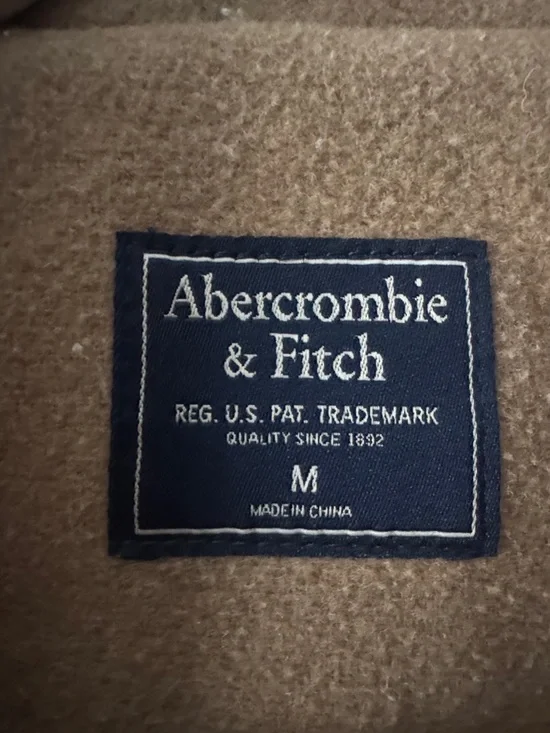 Abercrombie
& Fitch
REG. U.S. PAT. TRADEMARK
QUALITY SINCE 1892
M
MADE IN CHINA